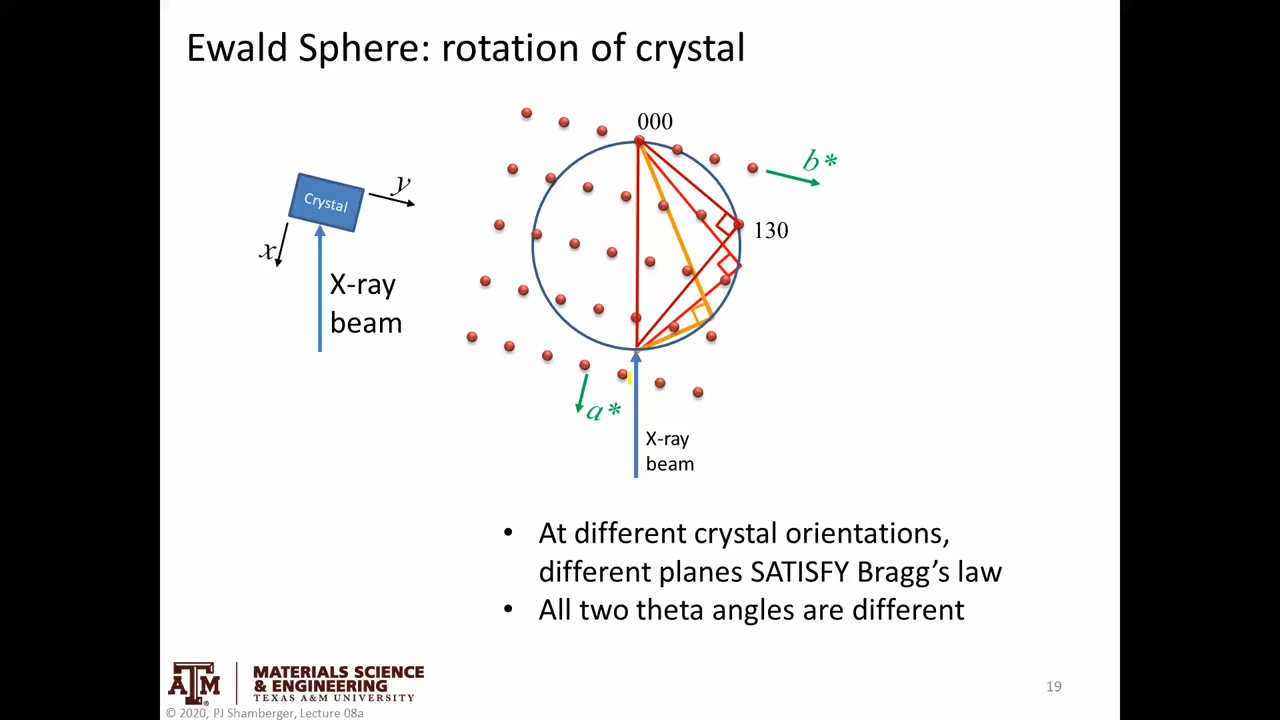 Ewald Sphere: rotation of crystal
000
b*
y
Crystal
130
x
X-ray
beam
a*
X-ray
beam
• At different crystal orientations,
different planes SATISFY Bragg's law
• All two theta angles are different
ATM
MATERIALS SCIENCE
& ENGINEERING
TEXAS A&M UNIVERSITY
19
© 2020, PJ Shamberger, Lecture 08a